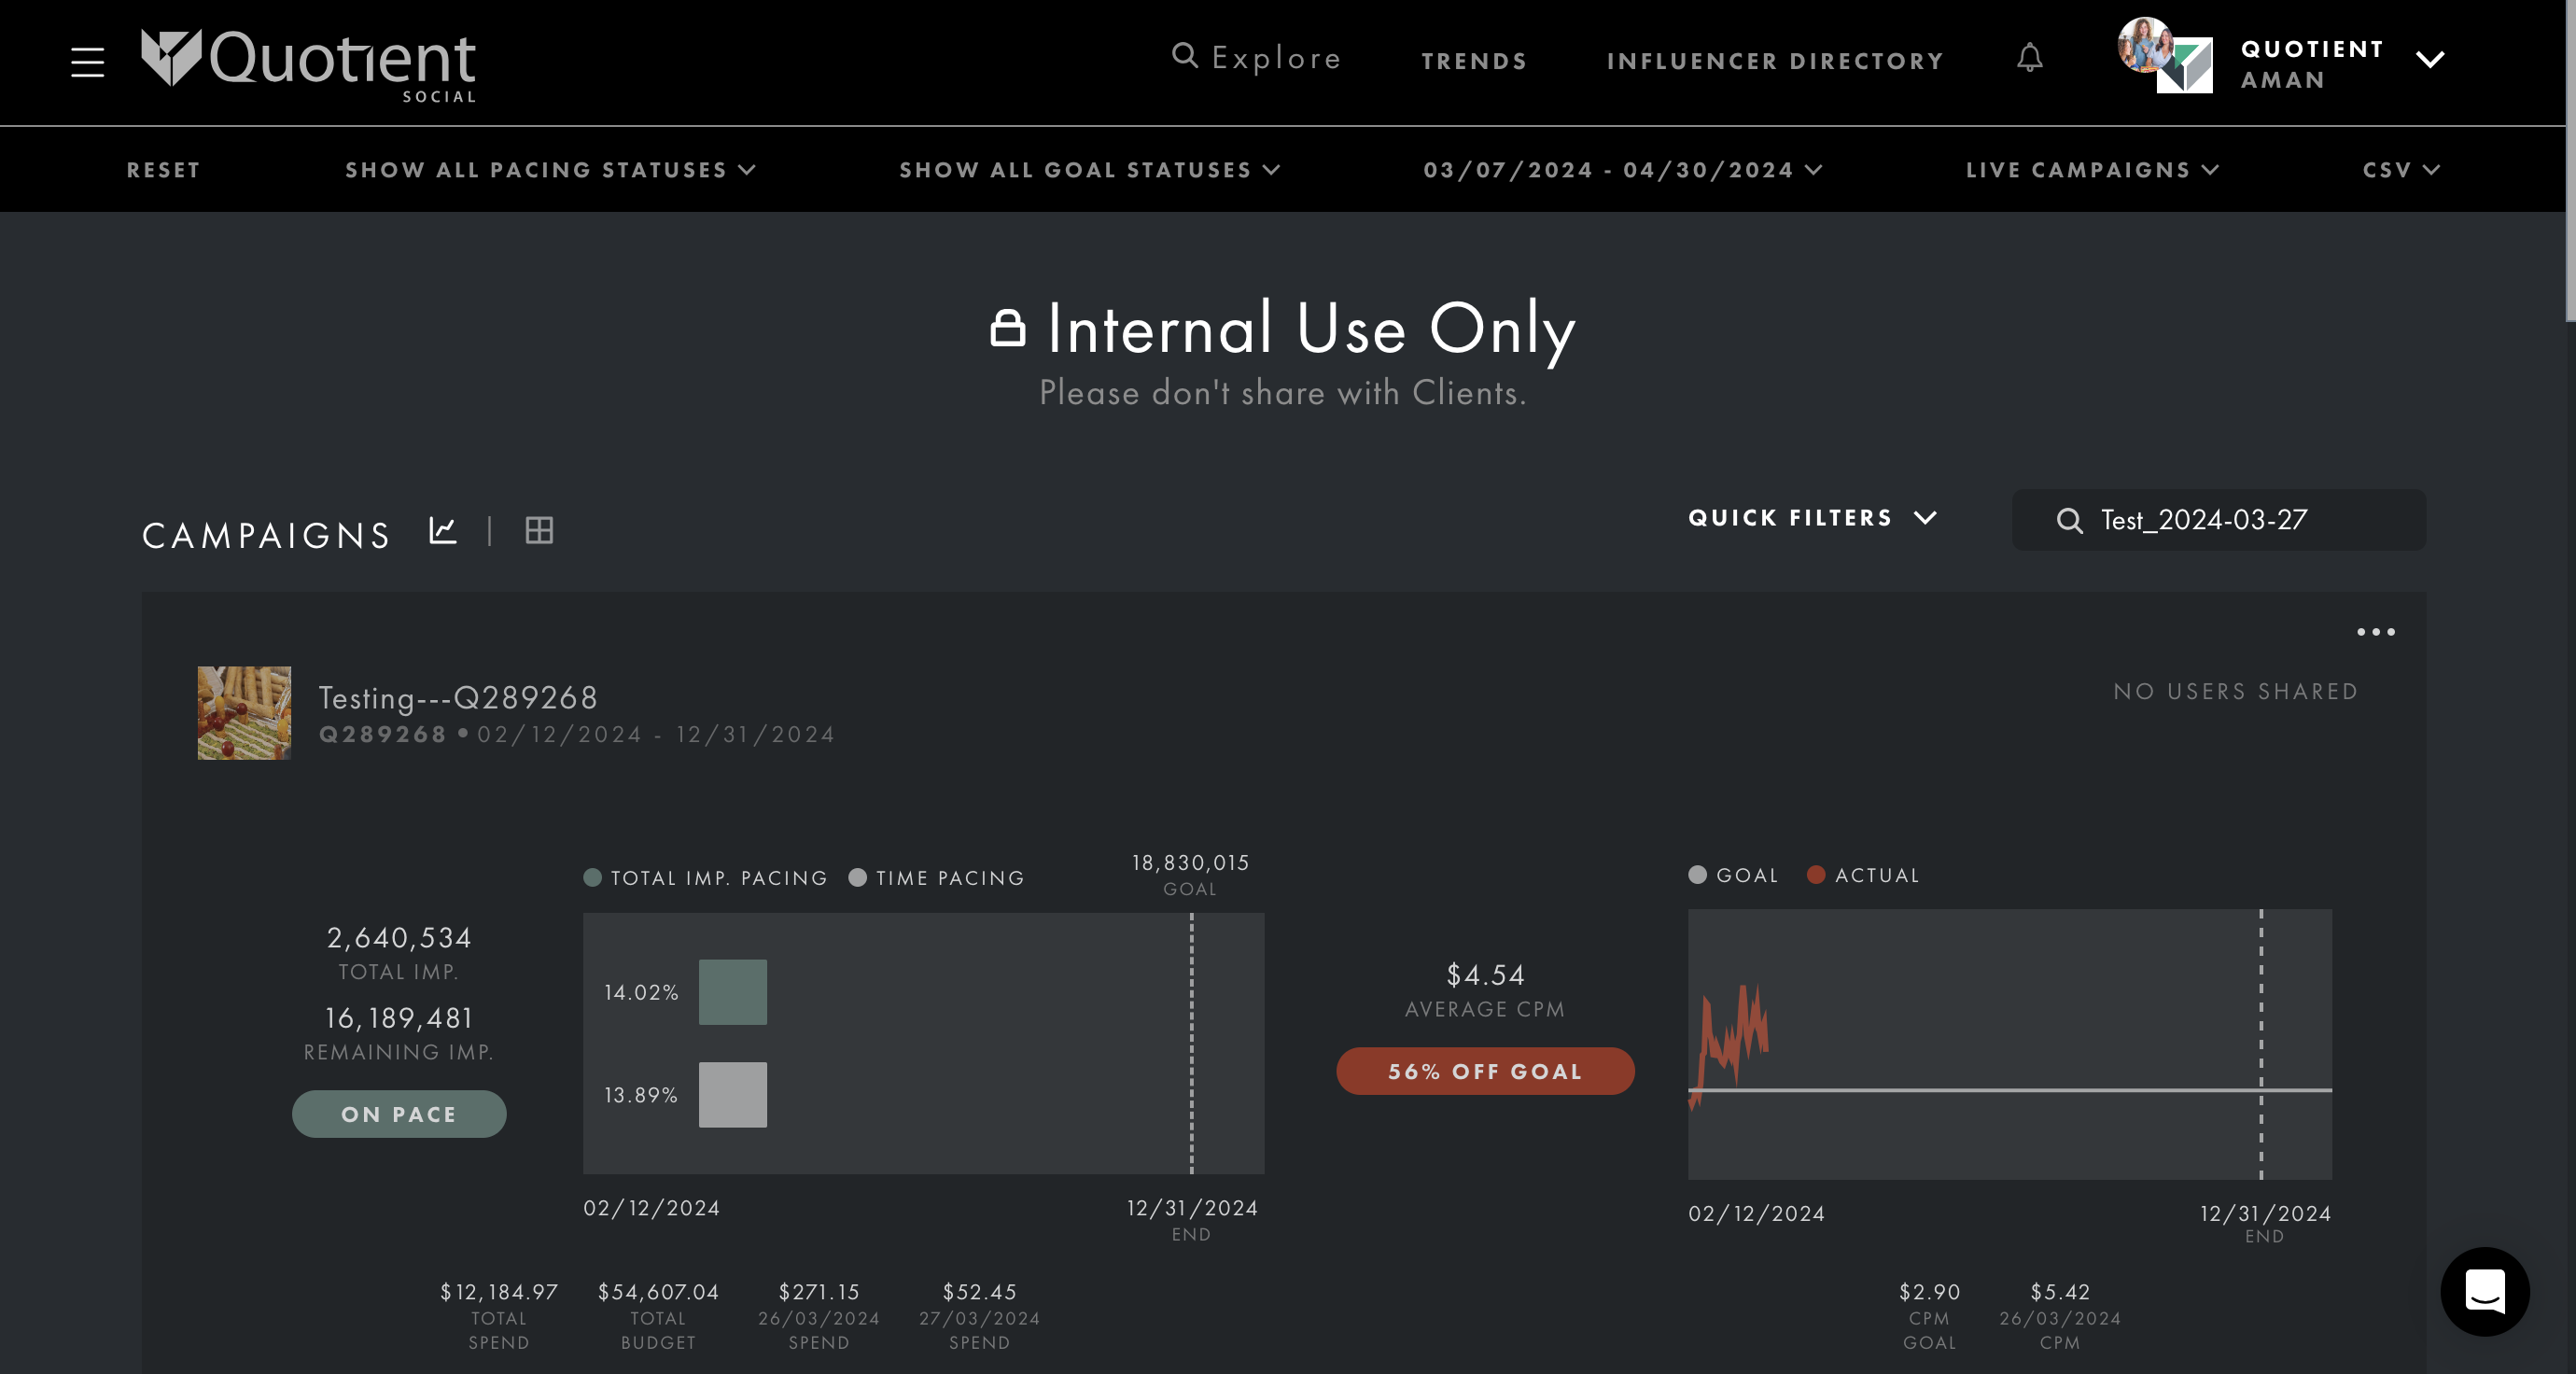 Quotient
SOCIAL
Explore
TRENDS
INFLUENCER DIRECTORY
QUOTIENT
AMAN
RESET
SHOW ALL PACING STATUSES
SHOW ALL GOAL STATUSES
03/07/2024 - 04/30/2024
LIVE CAMPAIGNS
CSV
Internal Use Only
Please don't share with Clients.
CAMPAIGNS
QUICK FILTERS
Test_2024-03-27
Testing---Q289268
Q289268 • 02/12/2024 - 12/31/2024
NO USERS SHARED
2,640,534
TOTAL IMP.
16,189,481
REMAINING IMP.
ON PACE
TOTAL IMP. PACING
TIME PACING
18,830,015
GOAL
14.02%
13.89%
02/12/2024
12/31/2024
END
$12,184.97
TOTAL
SPEND
$54,607.04
TOTAL
BUDGET
$271.15
26/03/2024
SPEND
$52.45
27/03/2024
SPEND
$4.54
AVERAGE CPM
56% OFF GOAL
GOAL
ACTUAL
02/12/2024
12/31/2024
END
$2.90
CPM
GOAL
$5.42
26/03/2024
CPM